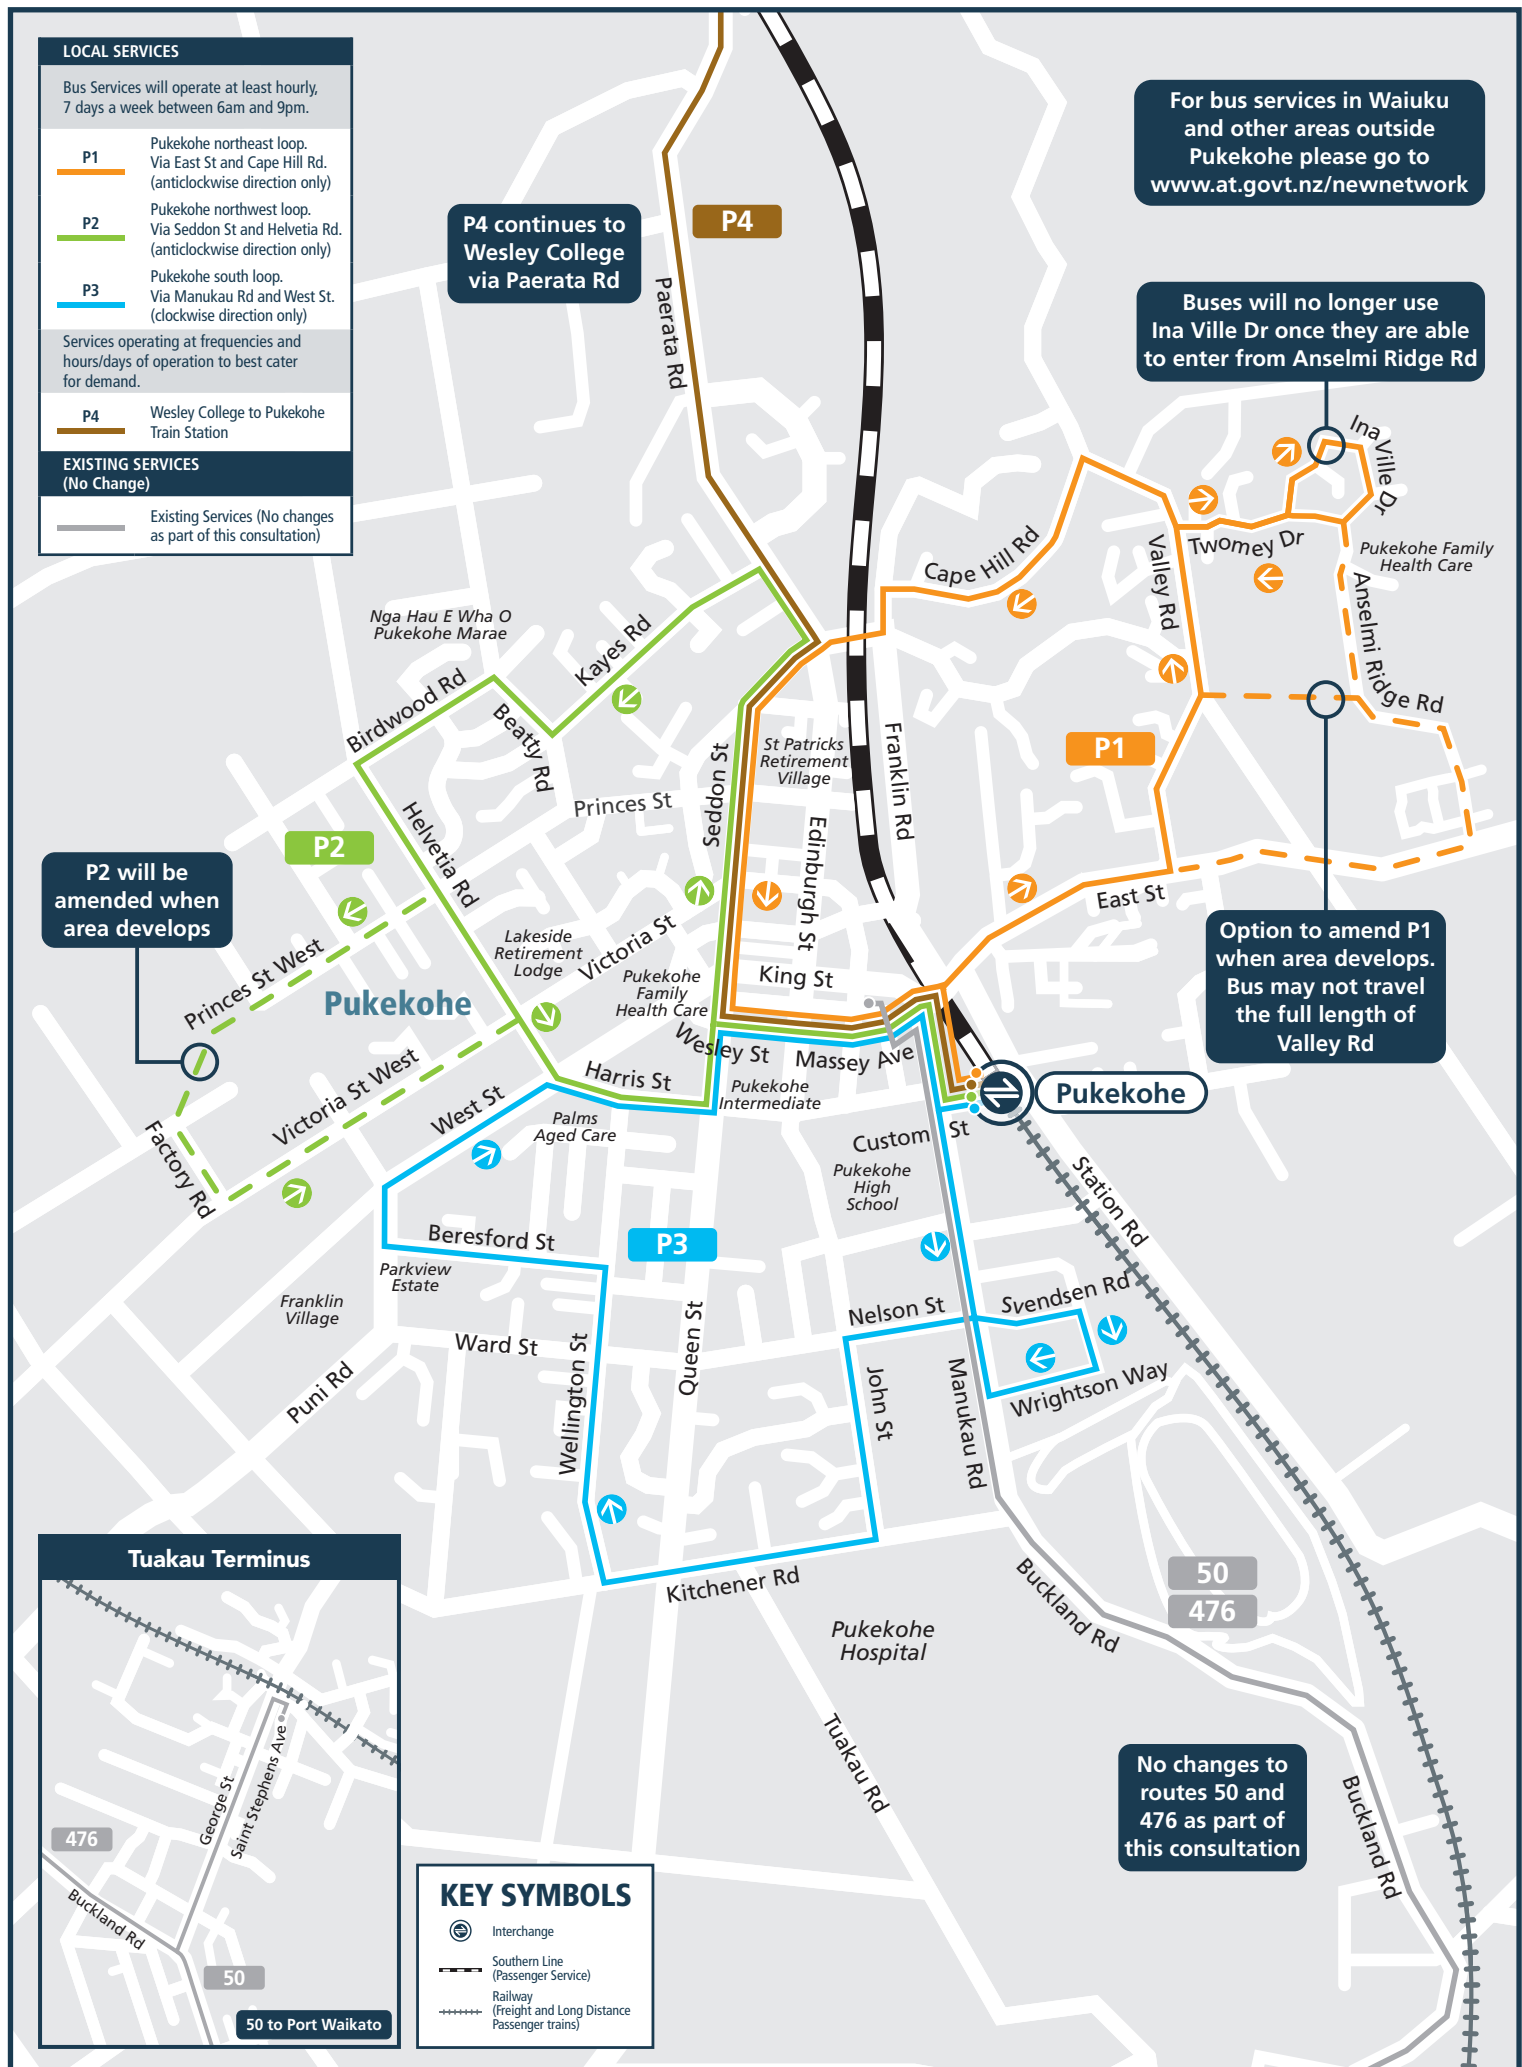 LOCAL SERVICES
Bus Services will operate at least hourly,
7 days a week between 6am and 9pm.
P1
Pukekohe northeast loop.
Via East St and Cape Hill Rd.
(anticlockwise direction only)
P2
Pukekohe northwest loop.
Via Seddon St and Helvetia Rd.
(anticlockwise direction only)
P3
Pukekohe south loop.
Via Manukau Rd and West St.
(clockwise direction only)
Services operating at frequencies and
hours/days of operation to best cater
for demand.
P4
Wesley College to Pukekohe
Train Station
EXISTING SERVICES
(No Change)
Existing Services (No changes
as part of this consultation)
For bus services in Waiuku
and other areas outside
Pukekohe please go to
www.at.govt.nz/newnetwork
P4 continues to
Wesley College
via Paerata Rd
P4
Paerata Rd
Buses will no longer use
Ina Ville Dr once they are able
to enter from Anselmi Ridge Rd
Ina Ville Dr
Twomey Dr
Pukekohe Family
Health Care
Cape Hill Rd
Valley Rd
Anselmi Ridge Rd
Nga Hau E Wha O
Pukekohe Marae
Kayes Rd
Birdwood Rd
Beatty Rd
Princes St
Seddon St
St Patricks
Retirement
Village
Franklin Rd
P1
Edinburgh St
Helvetia Rd
P2
P2 will be
amended when
area develops
East St
Option to amend P1
when area develops.
Bus may not travel
the full length of
Valley Rd
Lakeside
Retirement
Lodge
Victoria St
Pukekohe
Family
Health Care
King St
Princes St West
Pukekohe
Wesley St
Massey Ave
Harris St
Pukekohe
Intermediate
Pukekohe
Victoria St West
West St
Palms
Aged Care
Custom St
Factory Rd
Pukekohe
High
School
Station Rd
P3
Beresford St
Parkview
Estate
Franklin
Village
Nelson St
Svendsen Rd
Ward St
Queen St
Wellington St
Puni Rd
John St
Manukau Rd
Wrightson Way
Kitchener Rd
Buckland Rd
50
476
Pukekohe
Hospital
Tuakau Rd
No changes to
routes 50 and
476 as part of
this consultation
Buckland Rd
Tuakau Terminus
George St
Saint Stephens Ave
476
Buckland Rd
50
50 to Port Waikato
KEY SYMBOLS
Interchange
Southern Line
(Passenger Service)
Railway
(Freight and Long Distance
Passenger trains)